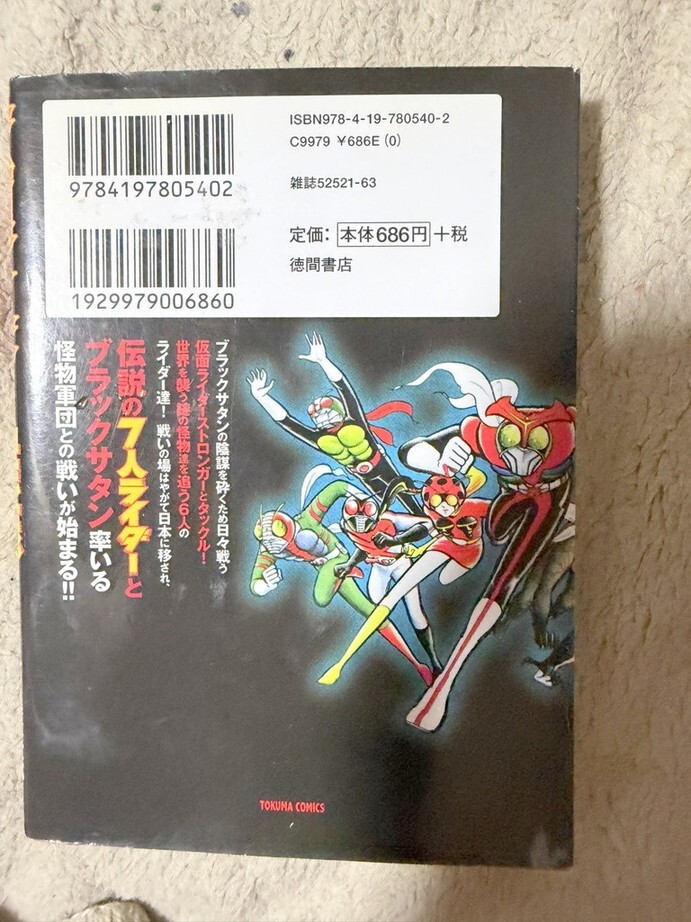 ISBN978-4-19-780540-2
C9979 ¥686E (0)
9784197805402
雑誌52521-63
定価: 本体686円 +税
徳間書店
1929979006860
ブラックサタンの陰謀を砕くため日々戦う
仮面ライダーストロンガーとタックル!
世界を襲う謎の怪物達を追う6人の
ライダー達! 戦いの場はやがて日本に移され、
伝説の7人ライダーと
ブラックサタン率いる
怪物軍団との戦いが始まる!!
TOKUMA COMICS